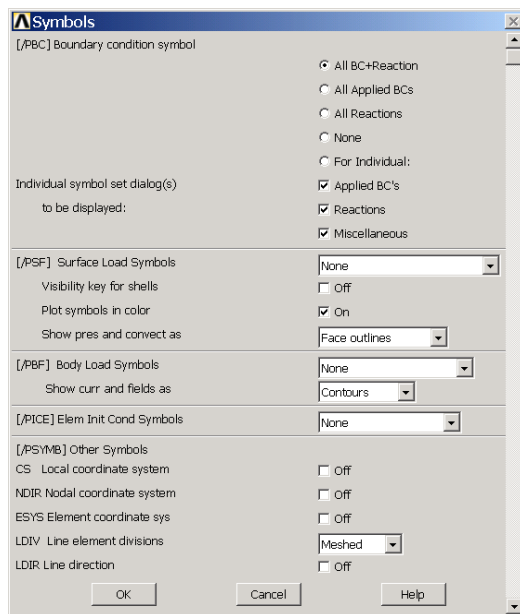 Symbols
[/PBC] Boundary condition symbol
All BC+Reaction
All Applied BCs
All Reactions
None
For Individual:
Individual symbol set dialog(s) Applied BC's
to be displayed: Reactions
Miscellaneous
[/PSF] Surface Load Symbols None
Visibility key for shells Off
Plot symbols in color On
Show pres and convect as Face outlines
[/PBF] Body Load Symbols None
Show curr and fields as Contours
[/PICE] Elem Init Cond Symbols None
[/PSYMB] Other Symbols
CS Local coordinate system Off
NDIR Nodal coordinate system Off
ESYS Element coordinate sys Off
LDIV Line element divisions Meshed
LDIR Line direction Off
OK Cancel Help